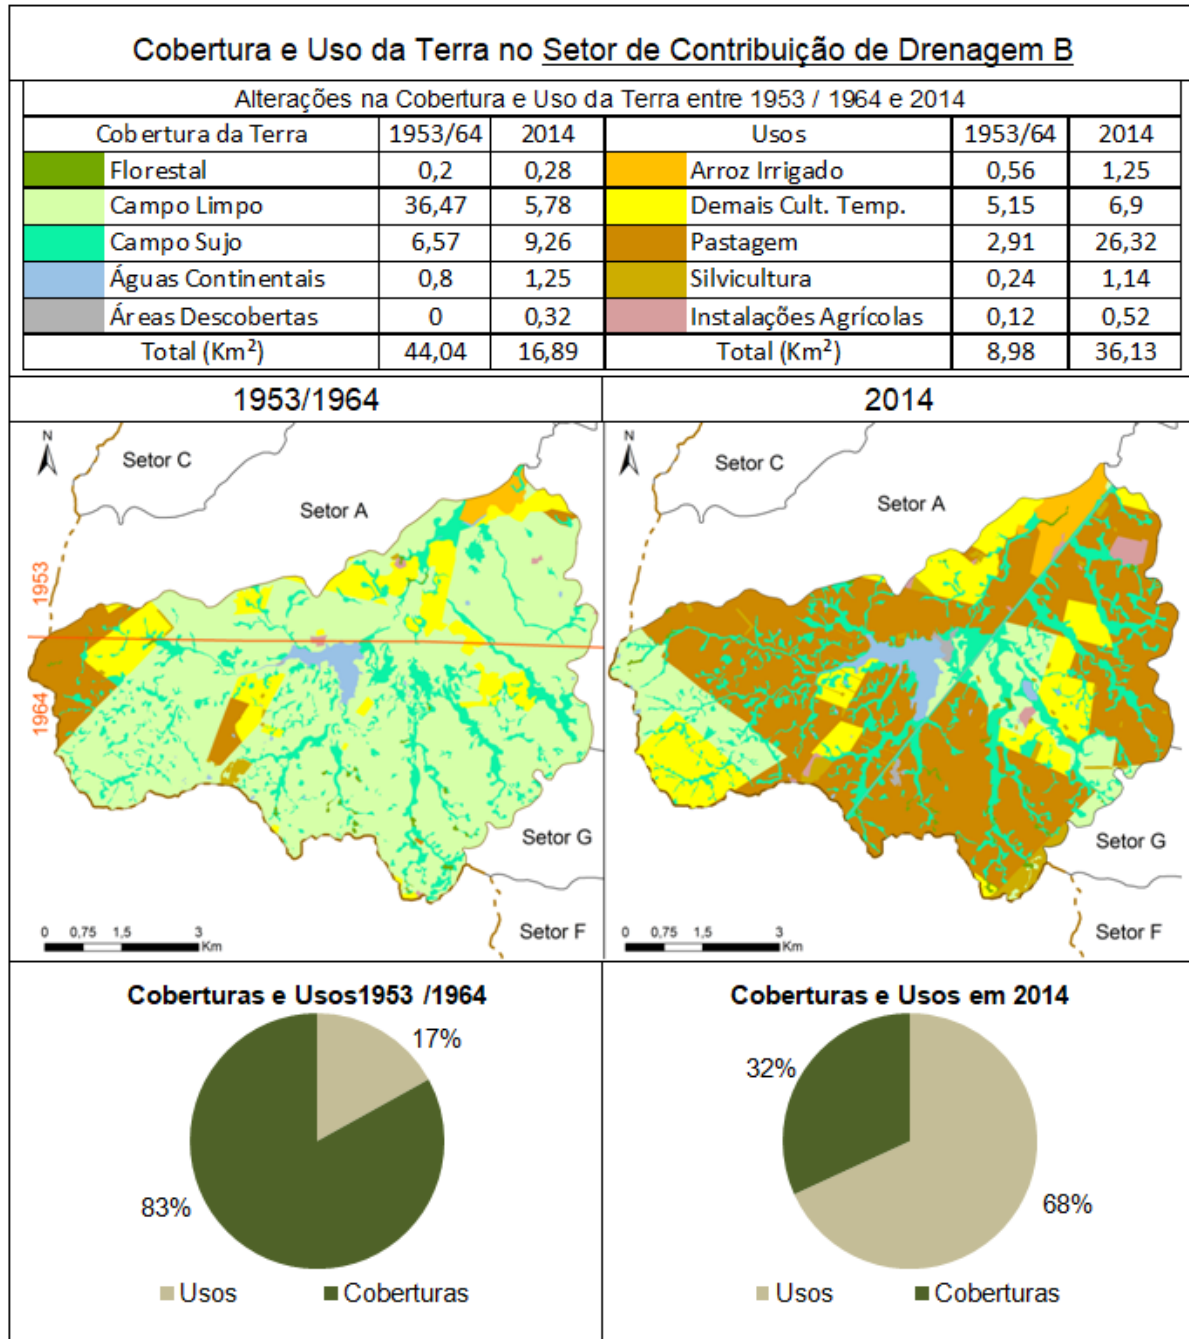 Cobertura e Uso da Terra no Setor de Contribuição de Drenagem B
Alterações na Cobertura e Uso da Terra entre 1953 / 1964 e 2014
Cobertura da Terra 1953/64 2014 Usos 1953/64 2014
Florestal 0,2 0,28 Arroz Irrigado 0,56 1,25
Campo Limpo 36,47 5,78 Demais Cult. Temp. 5,15 6,9
Campo Sujo 6,57 9,26 Pastagem 2,91 26,32
Águas Continentais 0,8 1,25 Silvicultura 0,24 1,14
Áreas Descobertas 0 0,32 Instalações Agrícolas 0,12 0,52
Total (Km²) 44,04 16,89 Total (Km²) 8,98 36,13
1953/1964 2014
N
Setor C
Setor A
1953
1964
Setor G
Setor F
0 0,75 1,5 3
Km
N
Setor C
Setor A
Setor G
Setor F
0 0,75 1,5 3
Km
Coberturas e Usos1953 /1964
17%
83%
Usos Coberturas
Coberturas e Usos em 2014
32%
68%
Usos Coberturas